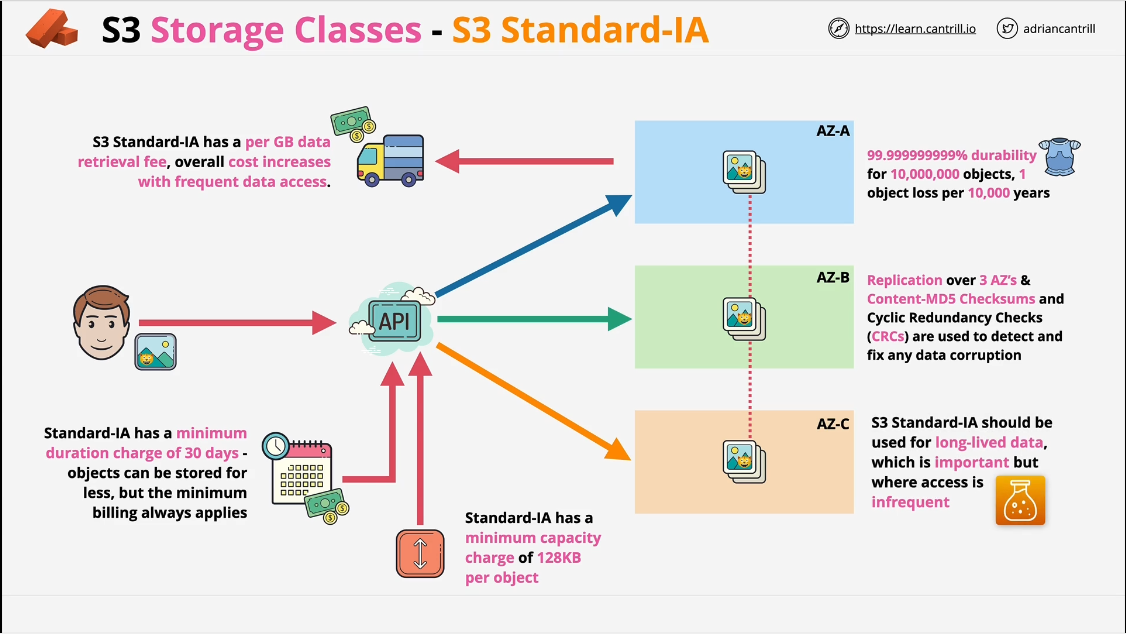 S3 Storage Classes - S3 Standard-IA
https://learn.cantrill.io
adriancantrill
S3 Standard-IA has a per GB data
retrieval fee, overall cost increases
with frequent data access.
AZ-A
99.999999999% durability
for 10,000,000 objects, 1
object loss per 10,000 years
API
AZ-B
Replication over 3 AZ's &
Content-MD5 Checksums and
Cyclic Redundancy Checks
(CRCs) are used to detect and
fix any data corruption
Standard-IA has a minimum
duration charge of 30 days -
objects can be stored for
less, but the minimum
billing always applies
Standard-IA has a
minimum capacity
charge of 128KB
per object
AZ-C
S3 Standard-IA should be
used for long-lived data,
which is important but
where access is
infrequent